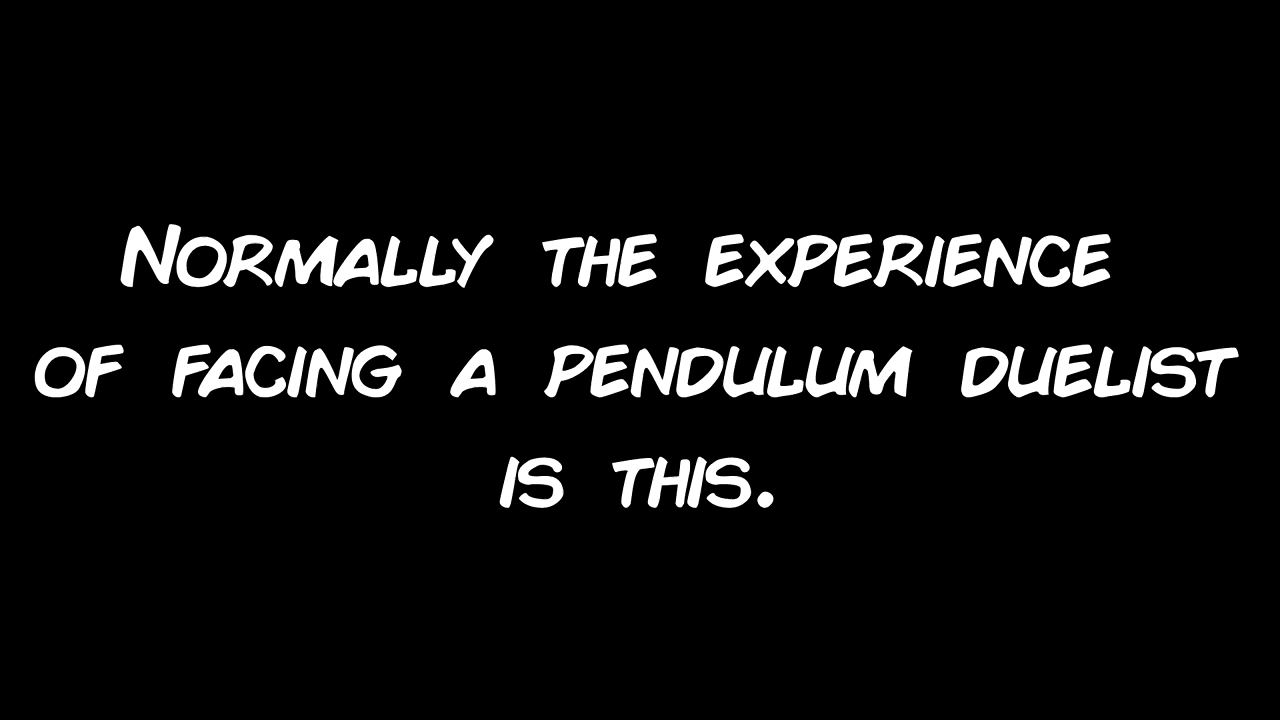 Normally the experience
of facing a pendulum duelist
is this.